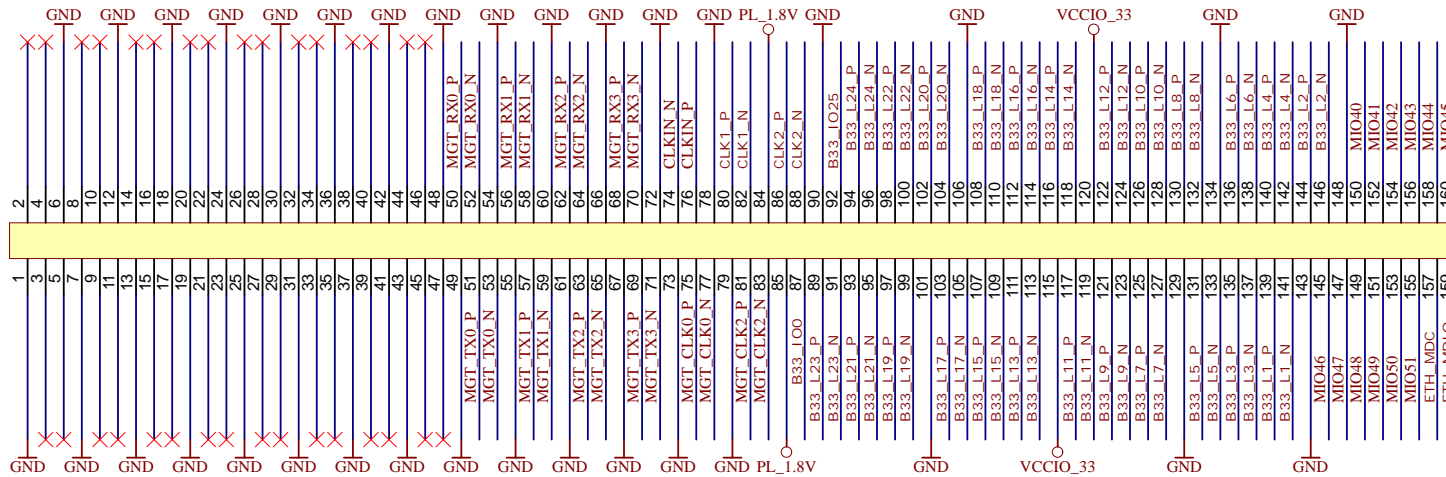 GND GND GND GND GND GND GND GND GND GND GND GND GND GND PL_1.8V GND GND VCCIO_33 GND GND
MGT_RX0_P
MGT_RX0_N
MGT_RX1_P
MGT_RX1_N
MGT_RX2_P
MGT_RX2_N
MGT_RX3_P
MGT_RX3_N
CLKIN_N
CLKIN_P
CLK1_P
CLK1_N
CLK2_P
CLK2_N
B33_IO25
B33_L24_P
B33_L24_N
B33_L22_P
B33_L22_N
B33_L20_P
B33_L20_N
B33_L18_P
B33_L18_N
B33_L16_P
B33_L16_N
B33_L14_P
B33_L14_N
B33_L12_P
B33_L12_N
B33_L10_P
B33_L10_N
B33_L8_P
B33_L8_N
B33_L6_P
B33_L6_N
B33_L4_P
B33_L4_N
B33_L2_P
B33_L2_N
MIO40
MIO41
MIO42
MIO43
MIO44
2 4 6 8 10 12 14 16 18 20 22 24 26 28 30 32 34 36 38 40 42 44 46 48 50 52 54 56 58 60 62 64 66 68 70 72 74 76 78 80 82 84 86 88 90 92 94 96 98 100 102 104 106 108 110 112 114 116 118 120 122 124 126 128 130 132 134 136 138 140 142 144 146 148 150 152 154 156 158 160
1 3 5 7 9 11 13 15 17 19 21 23 25 27 29 31 33 35 37 39 41 43 45 47 49 51 53 55 57 59 61 63 65 67 69 71 73 75 77 79 81 83 85 87 89 91 93 95 97 99 101 103 105 107 109 111 113 115 117 119 121 123 125 127 129 131 133 135 137 139 141 143 145 147 149 151 153 155 157
MGT_TX0_P
MGT_TX0_N
MGT_TX1_P
MGT_TX1_N
MGT_TX2_P
MGT_TX2_N
MGT_TX3_P
MGT_TX3_N
MGT_CLK0_P
MGT_CLK0_N
MGT_CLK2_P
MGT_CLK2_N
B33_IO0
B33_L23_P
B33_L23_N
B33_L21_P
B33_L21_N
B33_L19_P
B33_L19_N
B33_L17_P
B33_L17_N
B33_L15_P
B33_L15_N
B33_L13_P
B33_L13_N
B33_L11_P
B33_L11_N
B33_L9_P
B33_L9_N
B33_L7_P
B33_L7_N
B33_L5_P
B33_L5_N
B33_L3_P
B33_L3_N
B33_L1_P
B33_L1_N
MIO46
MIO47
MIO48
MIO49
MIO50
MIO51
ETH_MDC
GND GND GND GND GND GND GND GND GND GND GND GND GND GND PL_1.8V GND VCCIO_33 GND GND